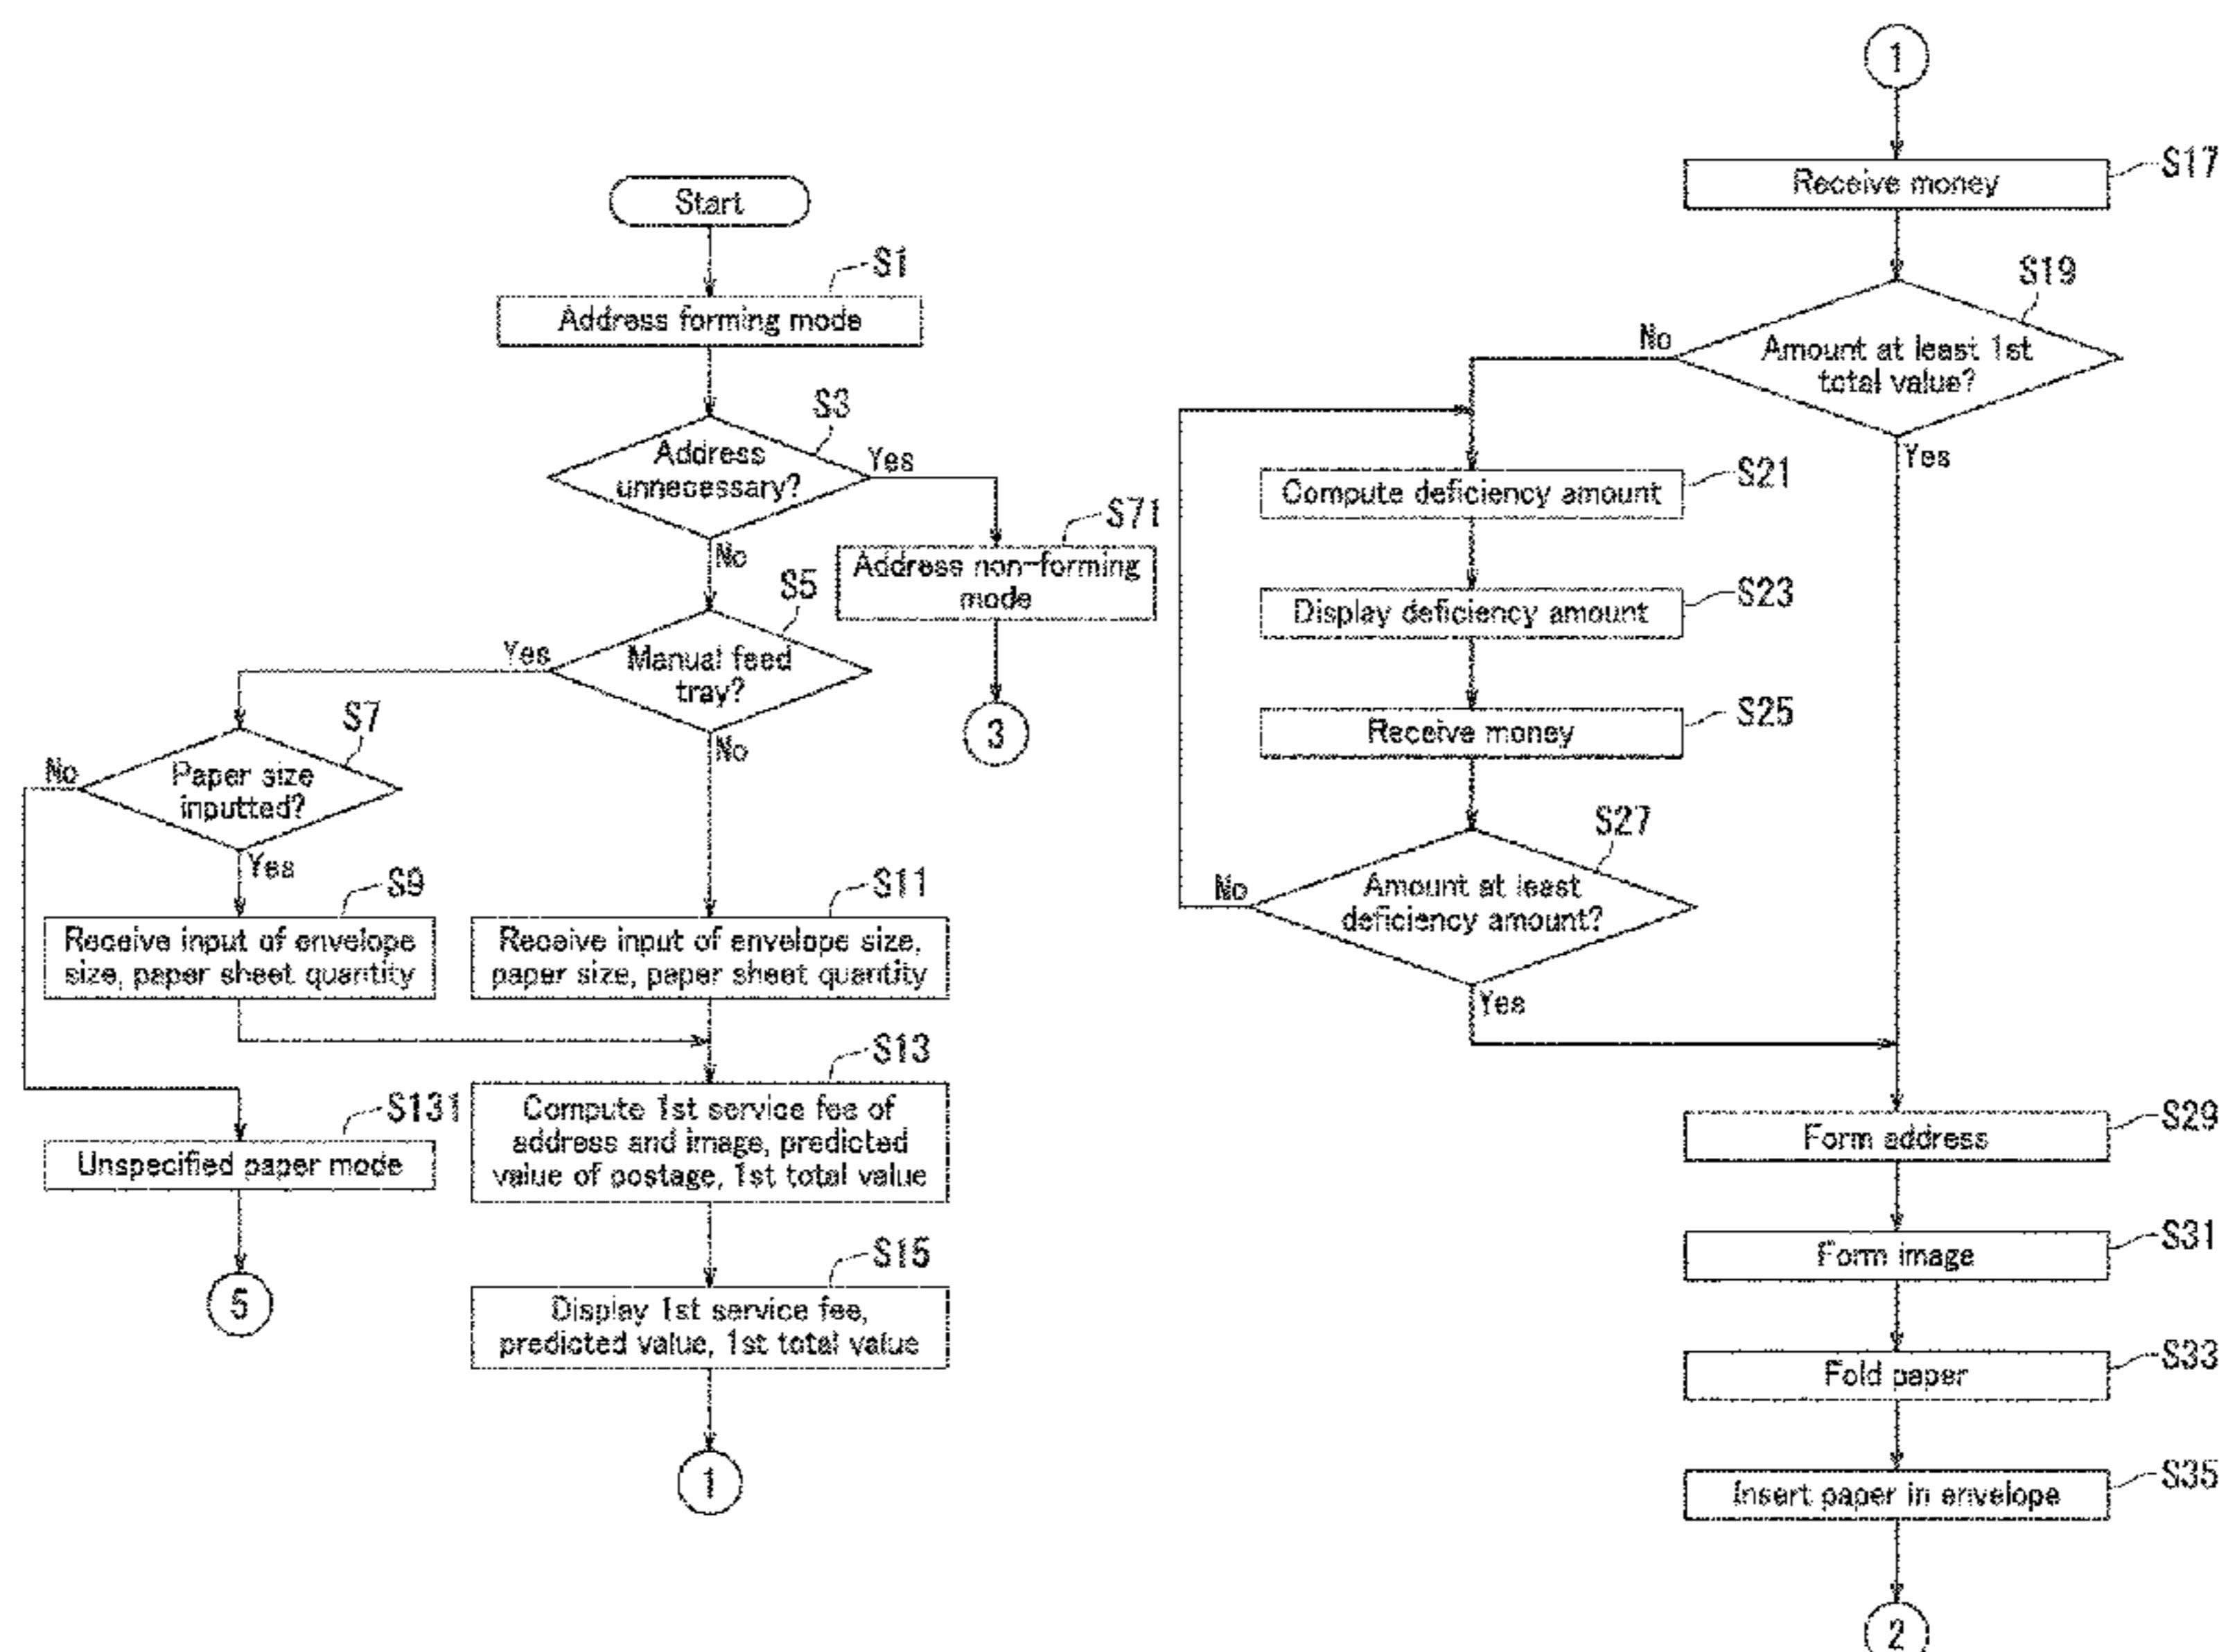 Start
S1
Address forming mode
S3
Address
unnecessary?
Yes
No
S71
Address non-forming
mode
3
S5
Manual feed
tray?
Yes
No
S7
Paper size
inputted?
No
Yes
S9
Receive input of envelope
size, paper sheet quantity
S11
Receive input of envelope size,
paper size, paper sheet quantity
S131
Unspecified paper mode
5
S13
Compute 1st service fee of
address and image, predicted
value of postage, 1st total value
S15
Display 1st service fee,
predicted value, 1st total value
1
1
S17
Receive money
S19
Amount at least 1st
total value?
No
Yes
S21
Compute deficiency amount
S23
Display deficiency amount
S25
Receive money
S27
Amount at least
deficiency amount?
No
Yes
S29
Form address
S31
Form image
S33
Fold paper
S35
Insert paper in envelope
2